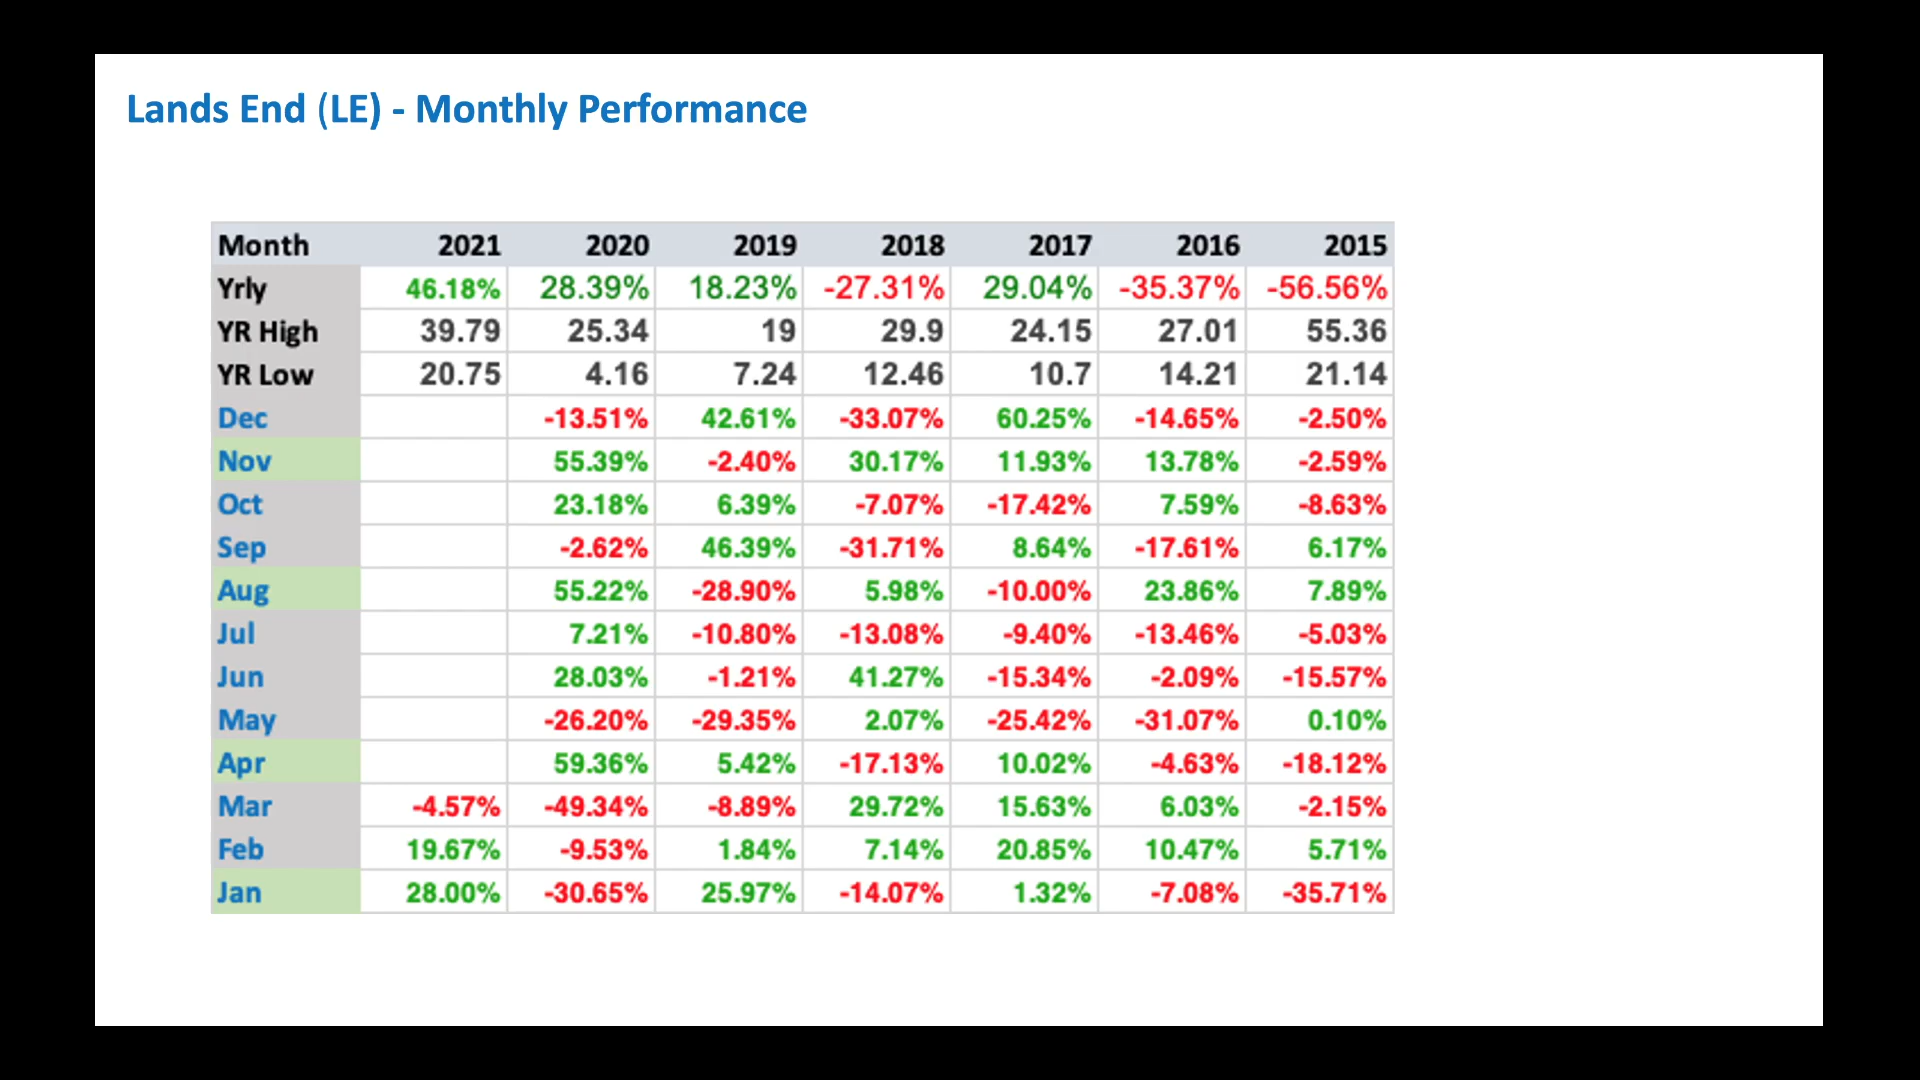 Lands End (LE) - Monthly Performance
Month 2021 2020 2019 2018 2017 2016 2015
Yrly 46.18% 28.39% 18.23% -27.31% 29.04% -35.37% -56.56%
YR High 39.79 25.34 19 29.9 24.15 27.01 55.36
YR Low 20.75 4.16 7.24 12.46 10.7 14.21 21.14
Dec -13.51% 42.61% -33.07% 60.25% -14.65% -2.50%
Nov 55.39% -2.40% 30.17% 11.93% 13.78% -2.59%
Oct 23.18% 6.39% -7.07% -17.42% 7.59% -8.63%
Sep -2.62% 46.39% -31.71% 8.64% -17.61% 6.17%
Aug 55.22% -28.90% 5.98% -10.00% 23.86% 7.89%
Jul 7.21% -10.80% -13.08% -9.40% -13.46% -5.03%
Jun 28.03% -1.21% 41.27% -15.34% -2.09% -15.57%
May -26.20% -29.35% 2.07% -25.42% -31.07% 0.10%
Apr 59.36% 5.42% -17.13% 10.02% -4.63% -18.12%
Mar -4.57% -49.34% -8.89% 29.72% 15.63% 6.03% -2.15%
Feb 19.67% -9.53% 1.84% 7.14% 20.85% 10.47% 5.71%
Jan 28.00% -30.65% 25.97% -14.07% 1.32% -7.08% -35.71%